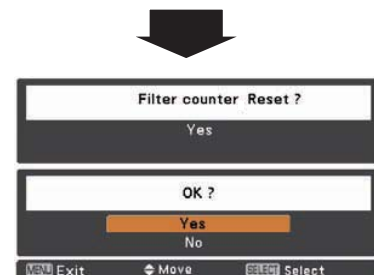 Filter counter Reset ?
Yes
OK ?
Yes
No
MENU Exit Move SELECT Select